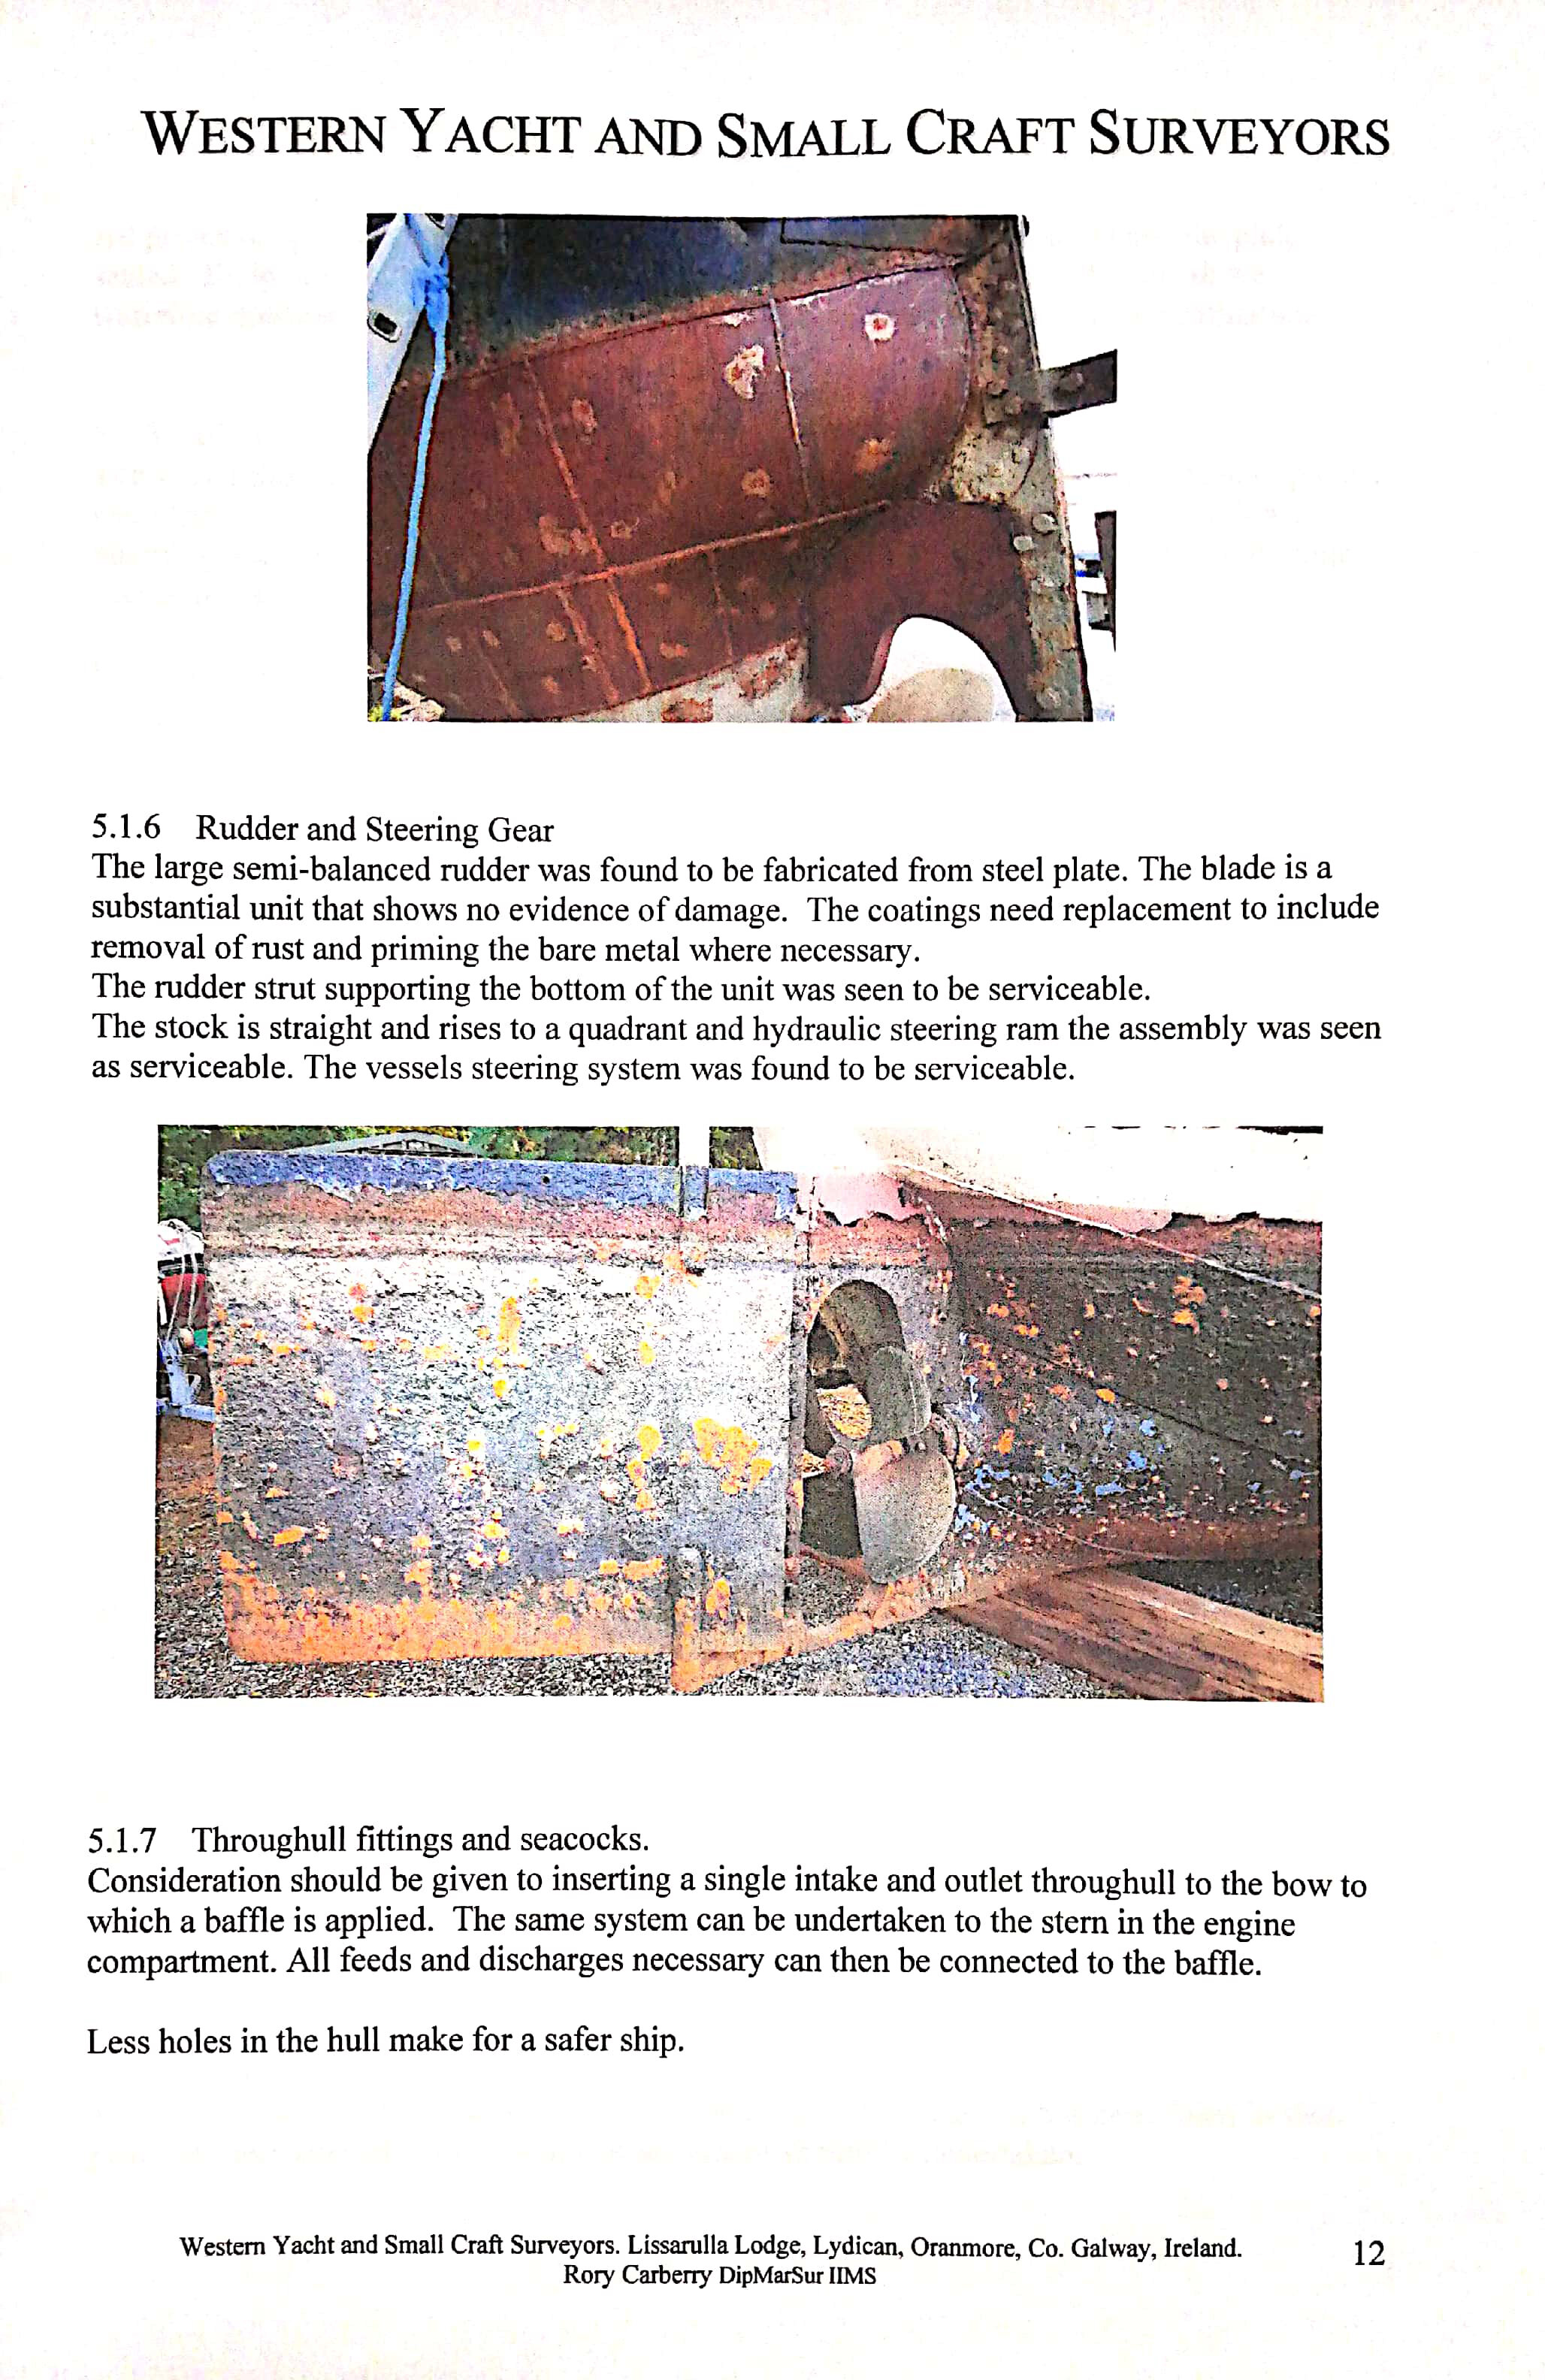 WESTERN YACHT AND SMALL CRAFT SURVEYORS
5.1.6 Rudder and Steering Gear
The large semi-balanced rudder was found to be fabricated from steel plate. The blade is a
substantial unit that shows no evidence of damage. The coatings need replacement to include
removal of rust and priming the bare metal where necessary.
The rudder strut supporting the bottom of the unit was seen to be serviceable.
The stock is straight and rises to a quadrant and hydraulic steering ram the assembly was seen
as serviceable. The vessels steering system was found to be serviceable.
5.1.7 Throughull fittings and seacocks.
Consideration should be given to inserting a single intake and outlet throughull to the bow to
which a baffle is applied. The same system can be undertaken to the stern in the engine
compartment. All feeds and discharges necessary can then be connected to the baffle.
Less holes in the hull make for a safer ship.
Western Yacht and Small Craft Surveyors. Lissarulla Lodge, Lydican, Oranmore, Co. Galway, Ireland. 12
Rory Carberry DipMarSur IIMS